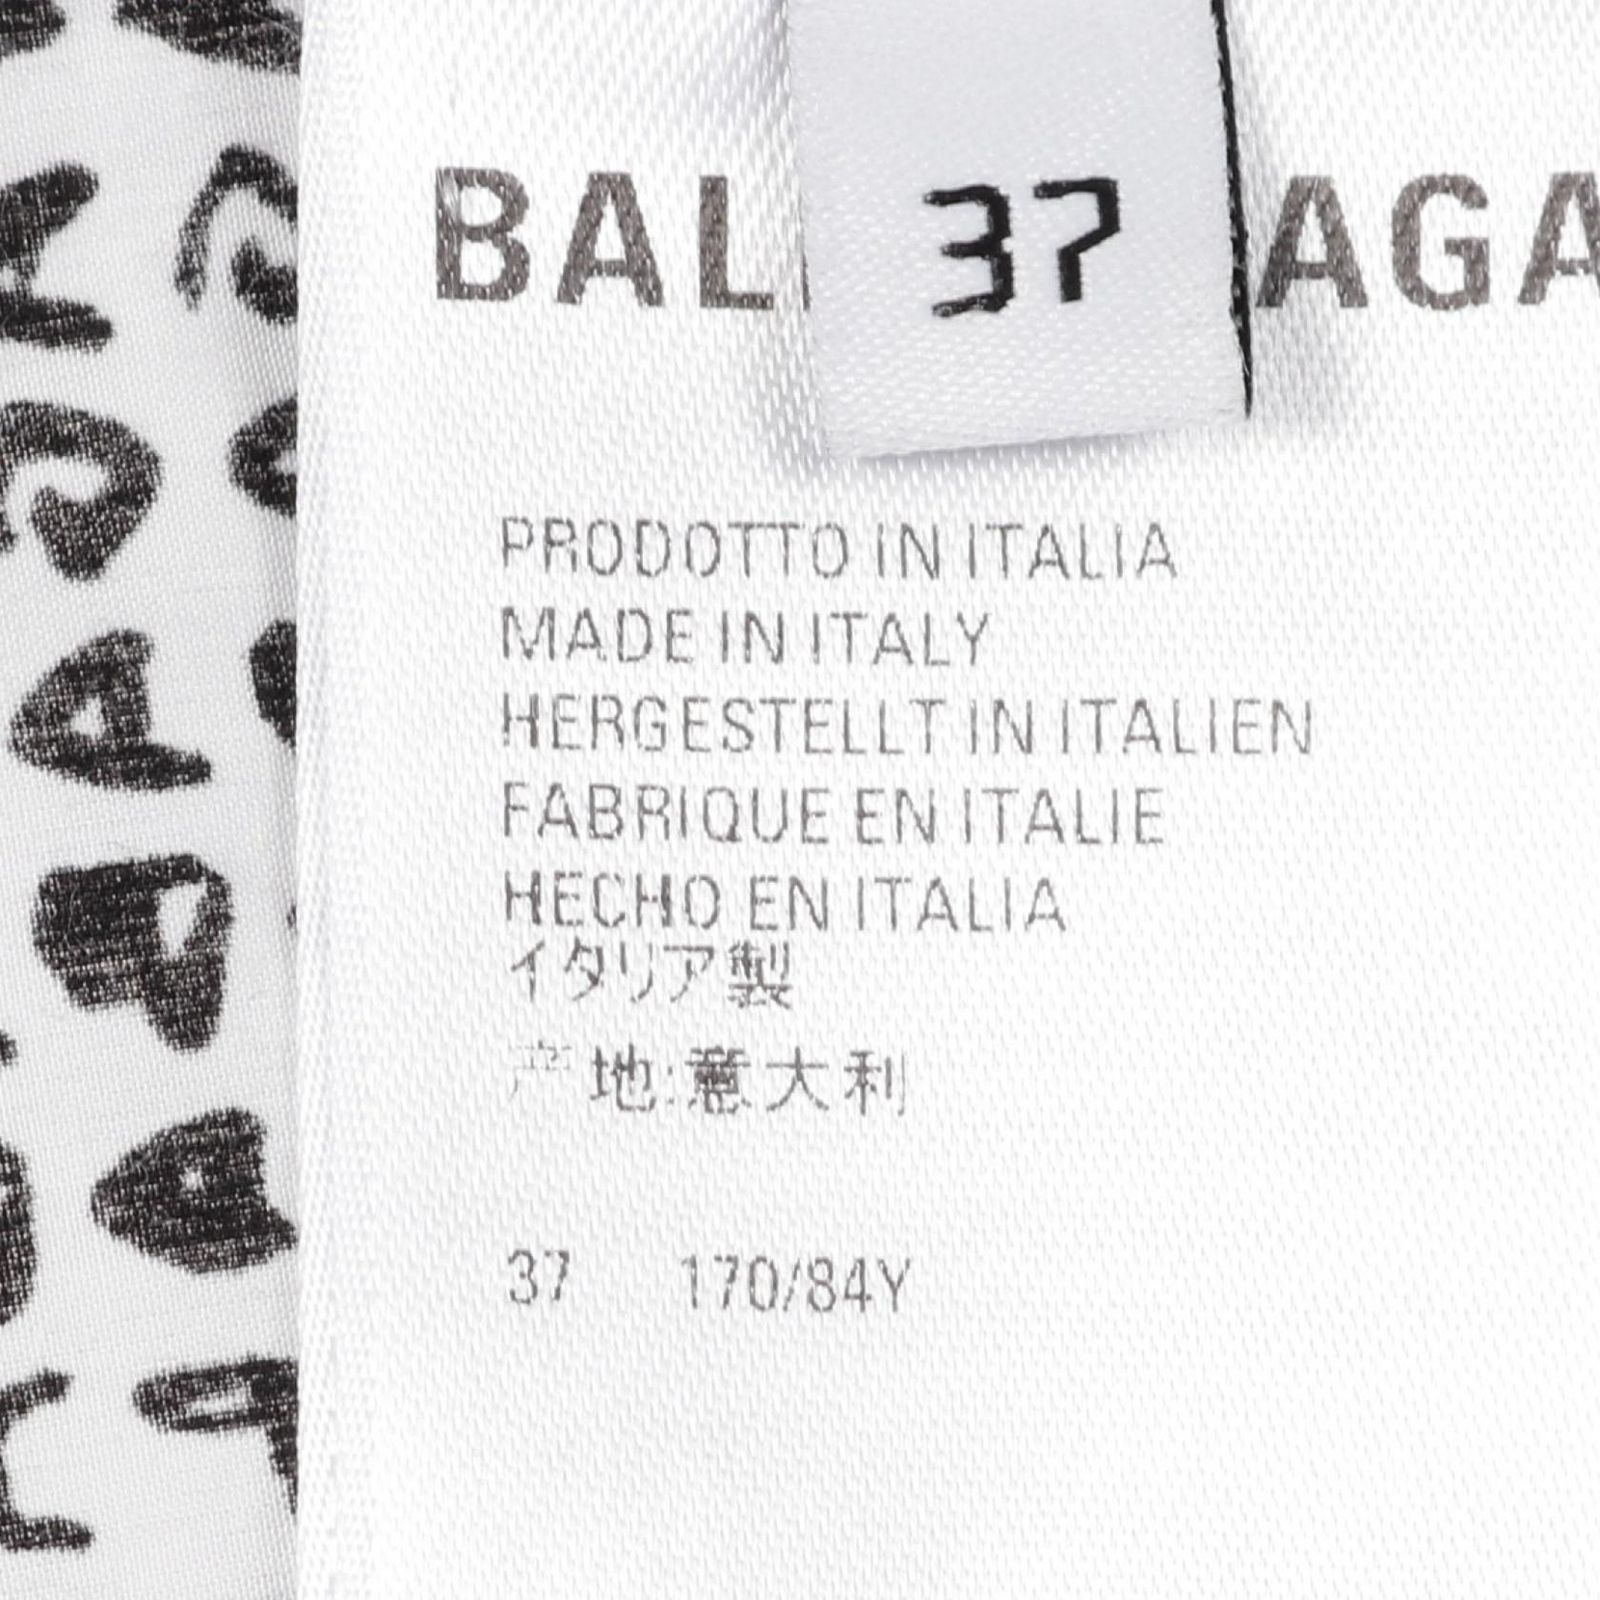 BAL AGA
37
PRODOTTO IN ITALIA
MADE IN ITALY
HERGESTELLT IN ITALIEN
FABRIQUE EN ITALIE
HECHO EN ITALIA
イタリア製
产地:意大利
37 170/84Y